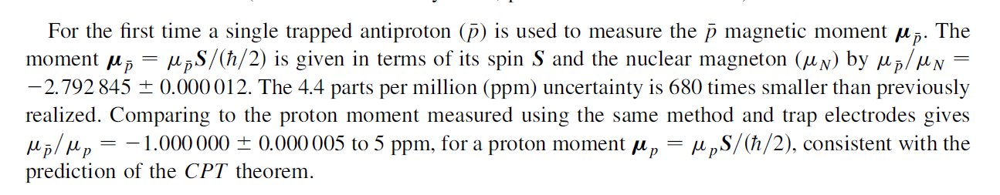 For the first time a single trapped antiproton (p̄) is used to measure the p̄ magnetic moment μ_p̄. The
moment μ_p̄ = μ_p̄S/(ℏ/2) is given in terms of its spin S and the nuclear magneton (μ_N) by μ_p̄/μ_N =
−2.792 845 ± 0.000 012. The 4.4 parts per million (ppm) uncertainty is 680 times smaller than previously
realized. Comparing to the proton moment measured using the same method and trap electrodes gives
μ_p̄/μ_p = −1.000 000 ± 0.000 005 to 5 ppm, for a proton moment μ_p = μ_pS/(ℏ/2), consistent with the
prediction of the CPT theorem.